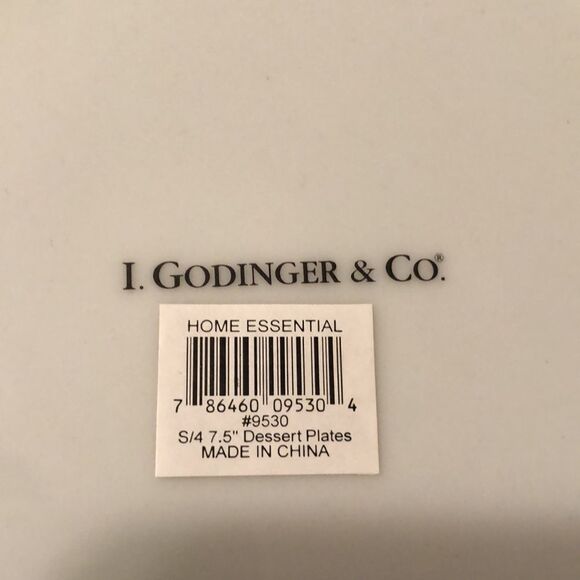 I. GODINGER & CO.®
HOME ESSENTIAL
7 86460 09530 4
#9530
S/4 7.5" Dessert Plates
MADE IN CHINA